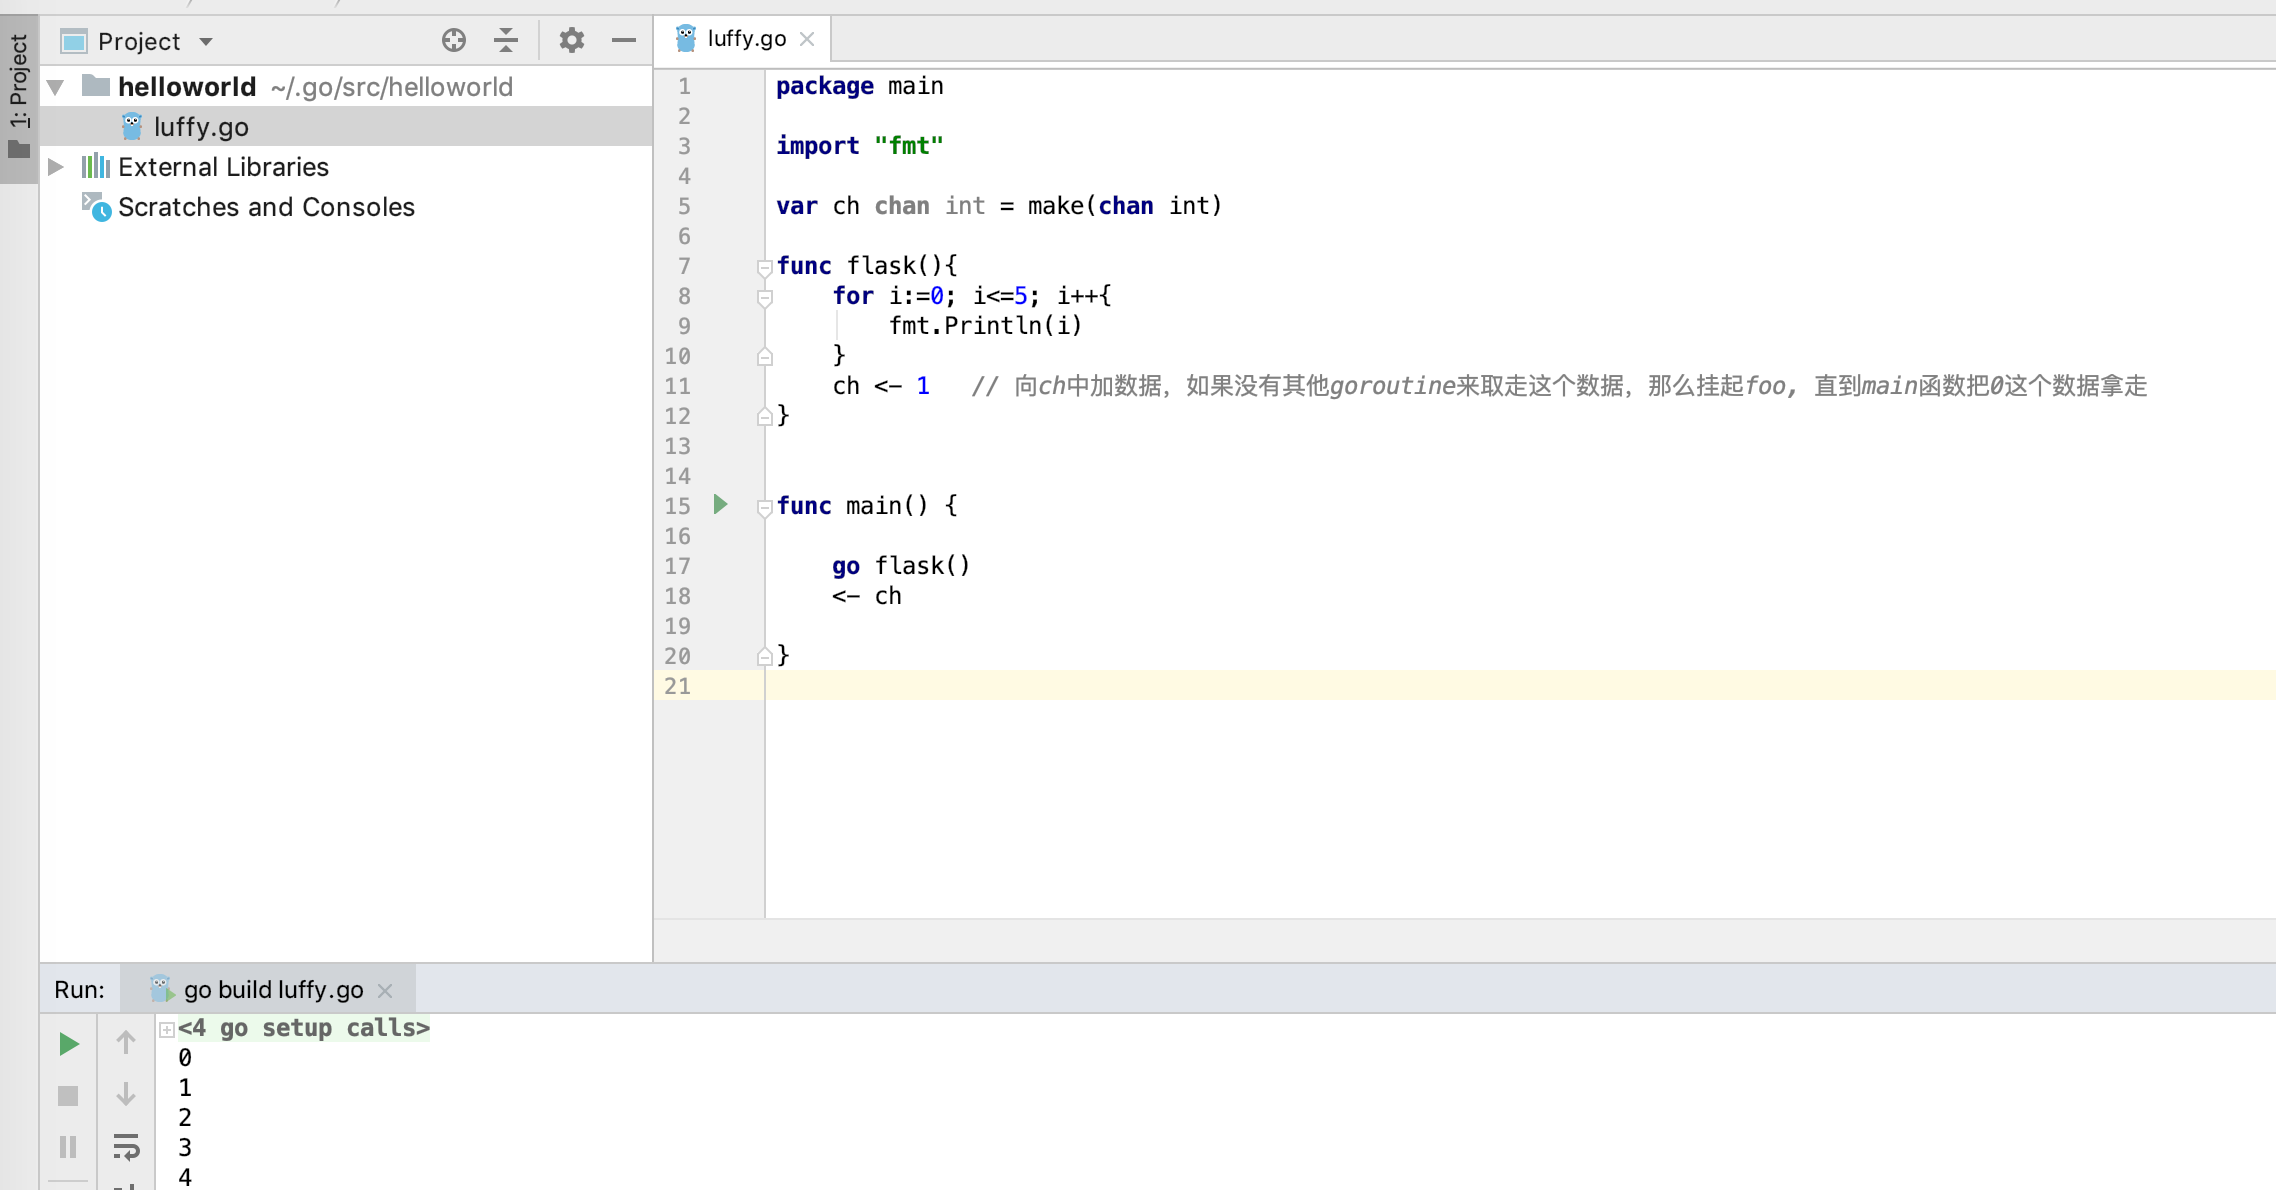 1: Project
Project
helloworld ~/.go/src/helloworld
luffy.go
External Libraries
Scratches and Consoles
luffy.go
1 package main
2
3 import "fmt"
4
5 var ch chan int = make(chan int)
6
7 func flask(){
8 for i:=0; i<=5; i++{
9 fmt.Println(i)
10 }
11 ch <- 1 // 向ch中加数据，如果没有其他goroutine来取走这个数据，那么挂起foo, 直到main函数把0这个数据拿走
12 }
13
14
15 func main() {
16
17 go flask()
18 <- ch
19
20 }
21
Run: go build luffy.go
<4 go setup calls>
0
1
2
3
4